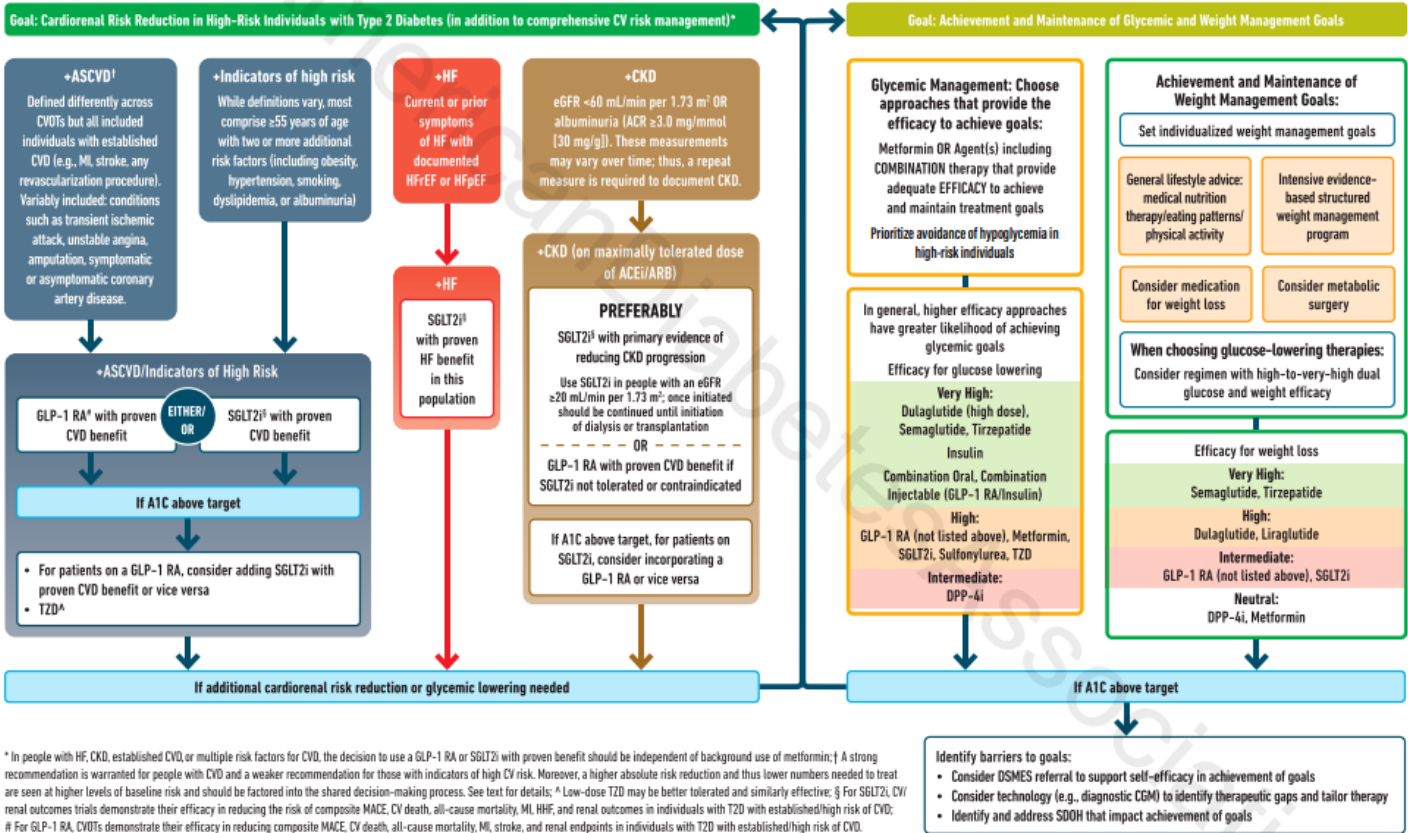 Goal: Cardiorenal Risk Reduction in High-Risk Individuals with Type 2 Diabetes (in addition to comprehensive CV risk management)*
Goal: Achievement and Maintenance of Glycemic and Weight Management Goals
+ASCVD†
Defined differently across
CVOTs but all included
individuals with established
CVD (e.g., MI, stroke, any
revascularization procedure).
Variably included: conditions
such as transient ischemic
attack, unstable angina,
amputation, symptomatic
or asymptomatic coronary
artery disease.
+Indicators of high risk
While definitions vary, most
comprise ≥55 years of age
with two or more additional
risk factors (including obesity,
hypertension, smoking,
dyslipidemia, or albuminuria)
+HF
Current or prior
symptoms
of HF with
documented
HFrEF or HFpEF
+CKD
eGFR <60 mL/min per 1.73 m² OR
albuminuria (ACR ≥3.0 mg/mmol
[30 mg/g]). These measurements
may vary over time; thus, a repeat
measure is required to document CKD.
+ASCVD/Indicators of High Risk
GLP-1 RA# with proven
CVD benefit
EITHER/
OR
SGLT2i§ with proven
CVD benefit
If A1C above target
• For patients on a GLP-1 RA, consider adding SGLT2i with
proven CVD benefit or vice versa
• TZD^
+HF
SGLT2i§
with proven
HF benefit
in this
population
+CKD (on maximally tolerated dose
of ACEi/ARB)
PREFERABLY
SGLT2i§ with primary evidence of
reducing CKD progression
Use SGLT2i in people with an eGFR
≥20 mL/min per 1.73 m²; once initiated
should be continued until initiation
of dialysis or transplantation
OR
GLP-1 RA with proven CVD benefit if
SGLT2i not tolerated or contraindicated
If A1C above target, for patients on
SGLT2i, consider incorporating a
GLP-1 RA or vice versa
If additional cardiorenal risk reduction or glycemic lowering needed
Glycemic Management: Choose
approaches that provide the
efficacy to achieve goals:
Metformin OR Agent(s) including
COMBINATION therapy that provide
adequate EFFICACY to achieve
and maintain treatment goals
Prioritize avoidance of hypoglycemia in
high-risk individuals
In general, higher efficacy approaches
have greater likelihood of achieving
glycemic goals
Efficacy for glucose lowering
Very High:
Dulaglutide (high dose),
Semaglutide, Tirzepatide
Insulin
Combination Oral, Combination
Injectable (GLP-1 RA/Insulin)
High:
GLP-1 RA (not listed above), Metformin,
SGLT2i, Sulfonylurea, TZD
Intermediate:
DPP-4i
Achievement and Maintenance of
Weight Management Goals:
Set individualized weight management goals
General lifestyle advice:
medical nutrition
therapy/eating patterns/
physical activity
Intensive evidence-
based structured
weight management
program
Consider medication
for weight loss
Consider metabolic
surgery
When choosing glucose-lowering therapies:
Consider regimen with high-to-very-high dual
glucose and weight efficacy
Efficacy for weight loss
Very High:
Semaglutide, Tirzepatide
High:
Dulaglutide, Liraglutide
Intermediate:
GLP-1 RA (not listed above), SGLT2i
Neutral:
DPP-4i, Metformin
If A1C above target
Identify barriers to goals:
• Consider DSMES referral to support self-efficacy in achievement of goals
• Consider technology (e.g., diagnostic CGM) to identify therapeutic gaps and tailor therapy
• Identify and address SDOH that impact achievement of goals
* In people with HF, CKD, established CVD, or multiple risk factors for CVD, the decision to use a GLP-1 RA or SGLT2i with proven benefit should be independent of background use of metformin; † A strong
recommendation is warranted for people with CVD and a weaker recommendation for those with indicators of high CV risk. Moreover, a higher absolute risk reduction and thus lower numbers needed to treat
are seen at higher levels of baseline risk and should be factored into the shared decision-making process. See text for details; ^ Low-dose TZD may be better tolerated and similarly effective; § For SGLT2i, CV/
renal outcomes trials demonstrate their efficacy in reducing the risk of composite MACE, CV death, all-cause mortality, MI, HHF, and renal outcomes in individuals with T2D with established/high risk of CVD;
# For GLP-1 RA, CVOTs demonstrate their efficacy in reducing composite MACE, CV death, all-cause mortality, MI, stroke, and renal endpoints in individuals with T2D with established/high risk of CVD.